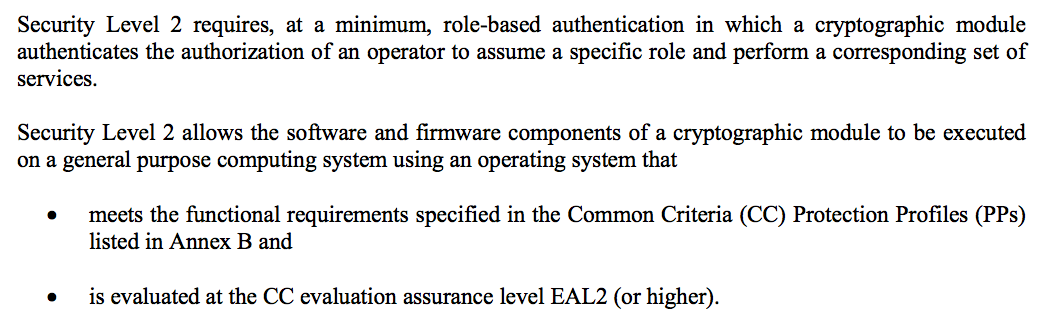 Security Level 2 requires, at a minimum, role-based authentication in which a cryptographic module
authenticates the authorization of an operator to assume a specific role and perform a corresponding set of
services.
Security Level 2 allows the software and firmware components of a cryptographic module to be executed
on a general purpose computing system using an operating system that
• meets the functional requirements specified in the Common Criteria (CC) Protection Profiles (PPs)
listed in Annex B and
• is evaluated at the CC evaluation assurance level EAL2 (or higher).